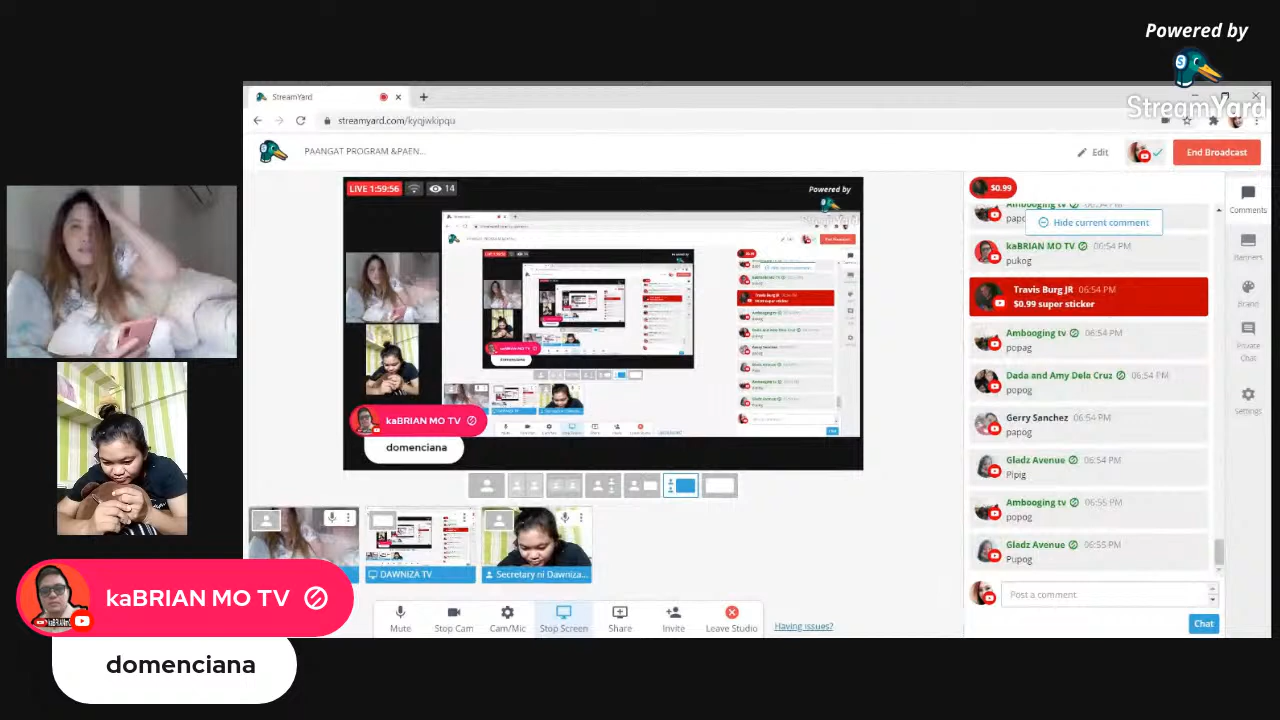 Powered by
StreamYard
StreamYard
streamyard.com/kyqjwkipqu
PAANGAT PROGRAM &PAEN...
Edit
End Broadcast
LIVE 1:59:56
14
Powered by
kaBRIAN MO TV
domenciana
$0.99
Hide current comment
kaBRIAN MO TV 06:54 PM
pukog
Travis Burg JR 06:54 PM
$0.99 super sticker
Ambooging tv 06:54 PM
popag
Dada and Amy Dela Cruz 06:54 PM
popog
Gerry Sanchez 06:54 PM
papog
Gladz Avenue 06:54 PM
Pipig
Ambooging tv 06:55 PM
popog
Gladz Avenue 06:55 PM
Pupog
Comments
Banners
Brand
Private
Chat
Settings
DAWNIZA TV
Secretary ni Dawniza...
Mute
Stop Cam
Cam/Mic
Stop Screen
Share
Invite
Leave Studio
Having issues?
Post a comment
Chat
kaBRIAN MO TV
domenciana